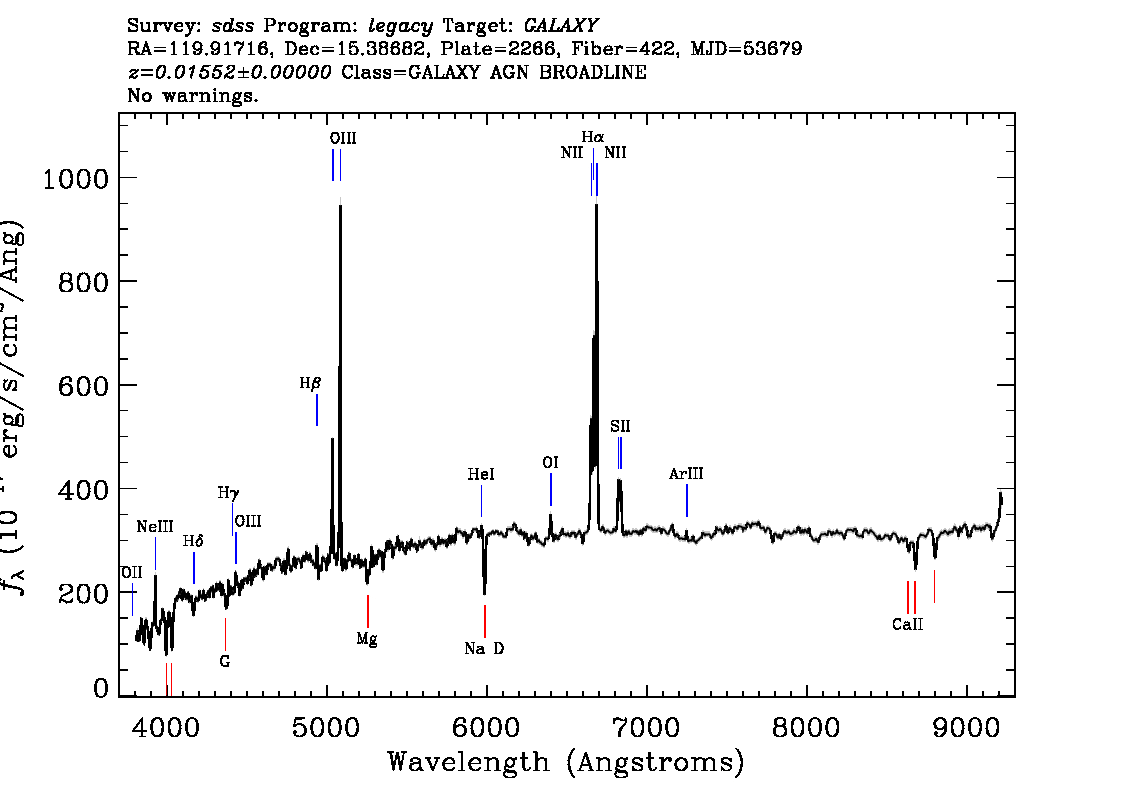 Survey: sdss Program: legacy Target: GALAXY
RA=119.91716, Dec=15.38682, Plate=2266, Fiber=422, MJD=53679
z=0.01552±0.00000 Class=GALAXY AGN BROADLINE
No warnings.
OIII
Hα
NII NII
1000
800
600
400
200
0
Hβ
SII
OI
HeI
ArIII
Hγ
OIII
NeIII
Hδ
OII
G
Mg
Na D
CaII
erg/s/cm²/Ang)
4000 5000 6000 7000 8000 9000
Wavelength (Angstroms)